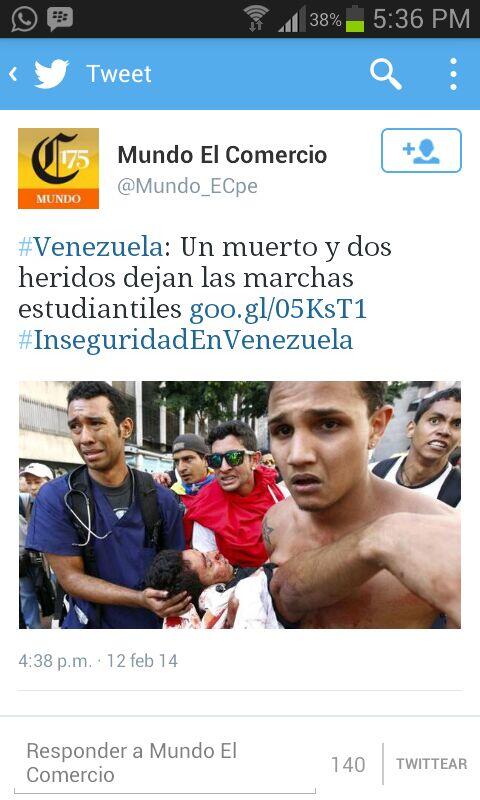 38% 5:36 PM
Tweet
C 175
MUNDO
Mundo El Comercio
@Mundo_ECpe
#Venezuela: Un muerto y dos
heridos dejan las marchas
estudiantiles goo.gl/05KsT1
#InseguridadEnVenezuela
4:38 p.m. · 12 feb 14
Responder a Mundo El
Comercio
140
TWITTEAR